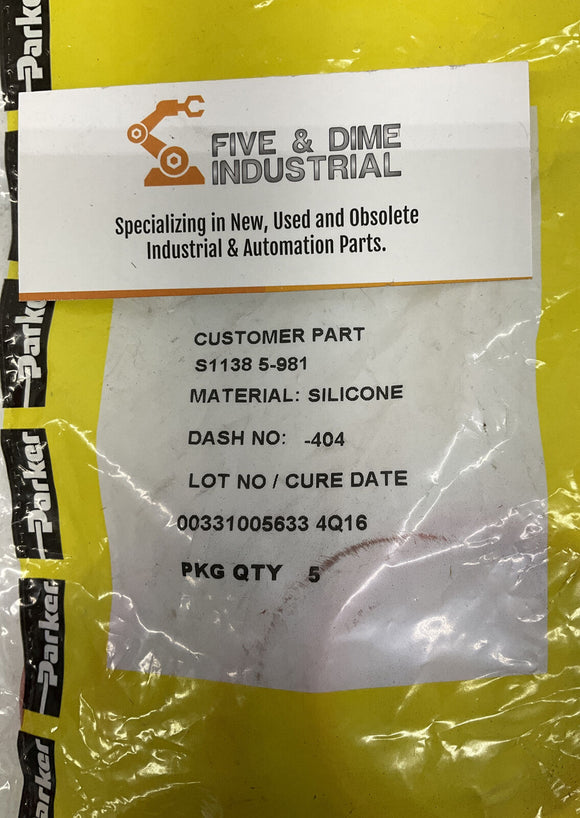 Parker
FIVE & DIME
INDUSTRIAL
Specializing in New, Used and Obsolete
Industrial & Automation Parts.
Parker
CUSTOMER PART
S1138 5-981
MATERIAL: SILICONE
DASH NO: -404
Parker
LOT NO / CURE DATE
00331005633 4Q16
PKG QTY 5
Parker
Parker